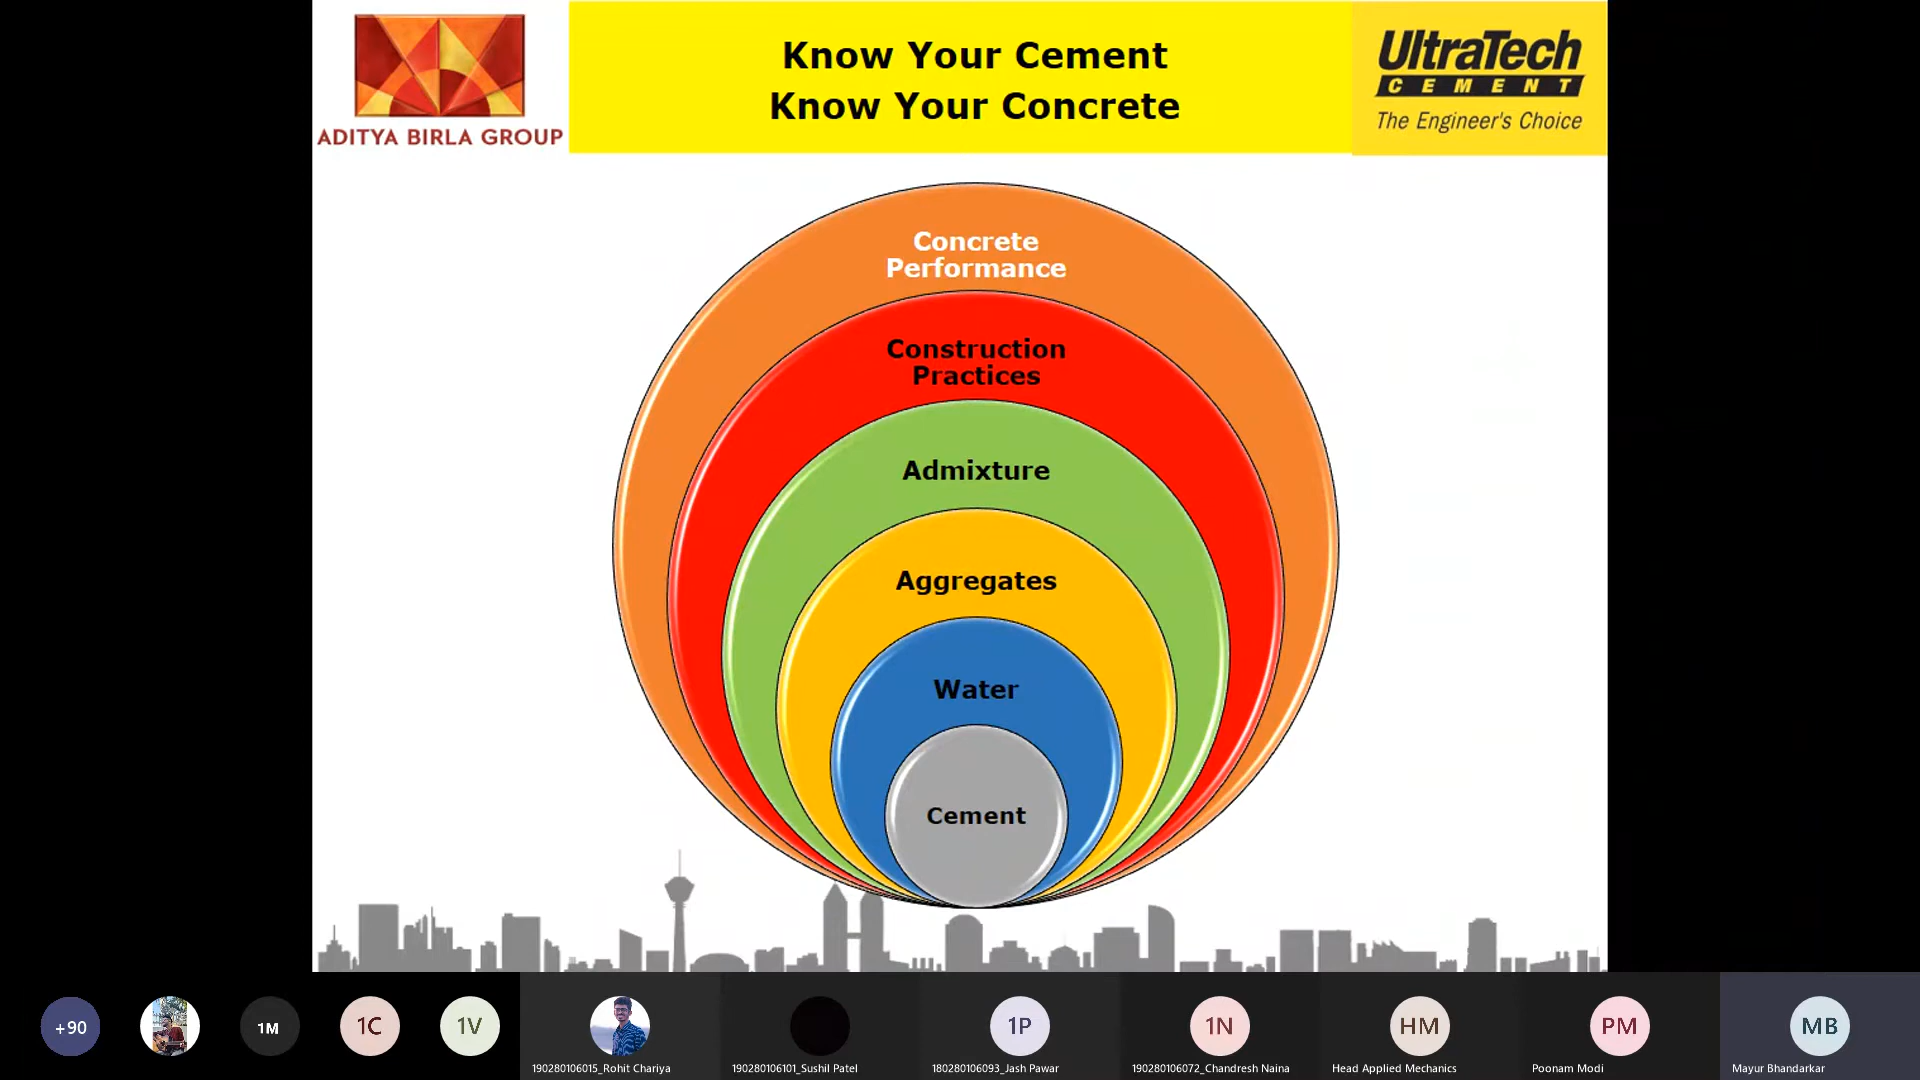 ADITYA BIRLA GROUP
Know Your Cement
Know Your Concrete
UltraTech
CEMENT
The Engineer's Choice
Concrete
Performance
Construction
Practices
Admixture
Aggregates
Water
Cement
+90
1M
1C
1V
1P
1N
HM
PM
MB
190280106015_Rohit Chariya
190280106101_Sushil Patel
180280106093_Jash Pawar
190280106072_Chandresh Naina
Head Applied Mechanics
Poonam Modi
Mayur Bhandarkar